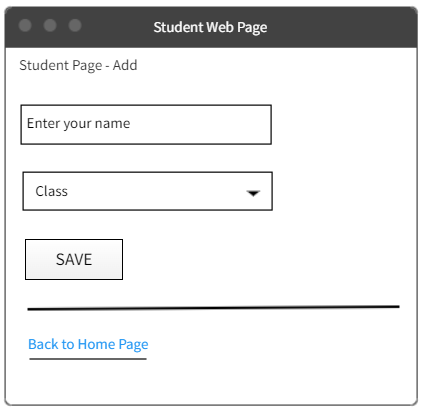 Student Web Page
Student Page - Add
Enter your name
Class
SAVE
Back to Home Page